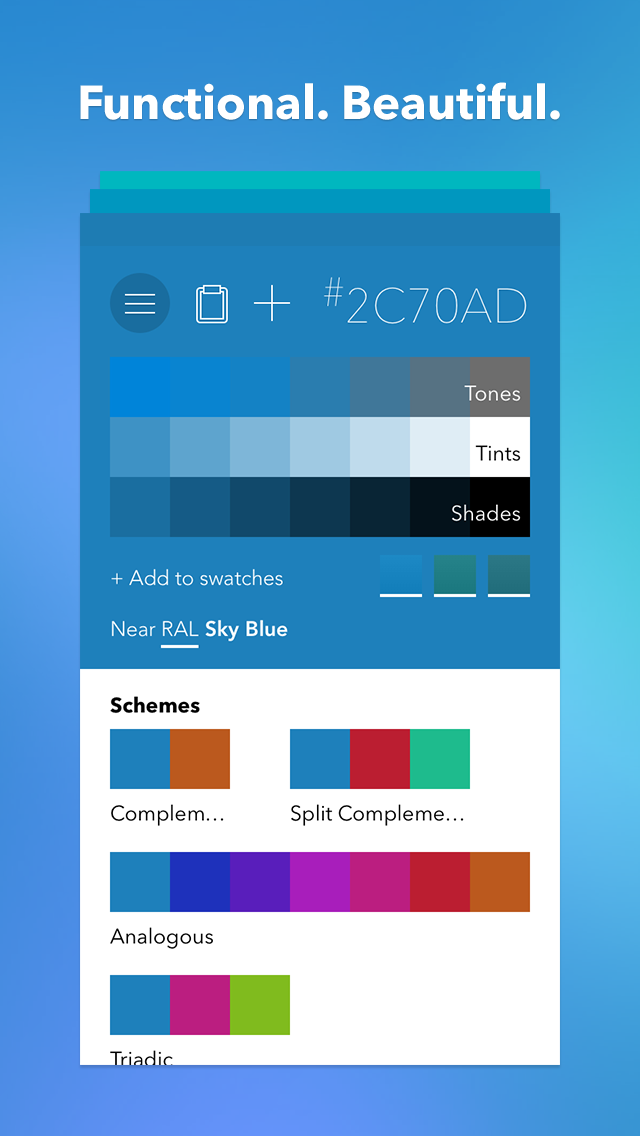 Functional. Beautiful.
#2C70AD
Tones
Tints
Shades
+ Add to swatches
Near RAL Sky Blue
Schemes
Complem…
Split Compleme…
Analogous
Triadic